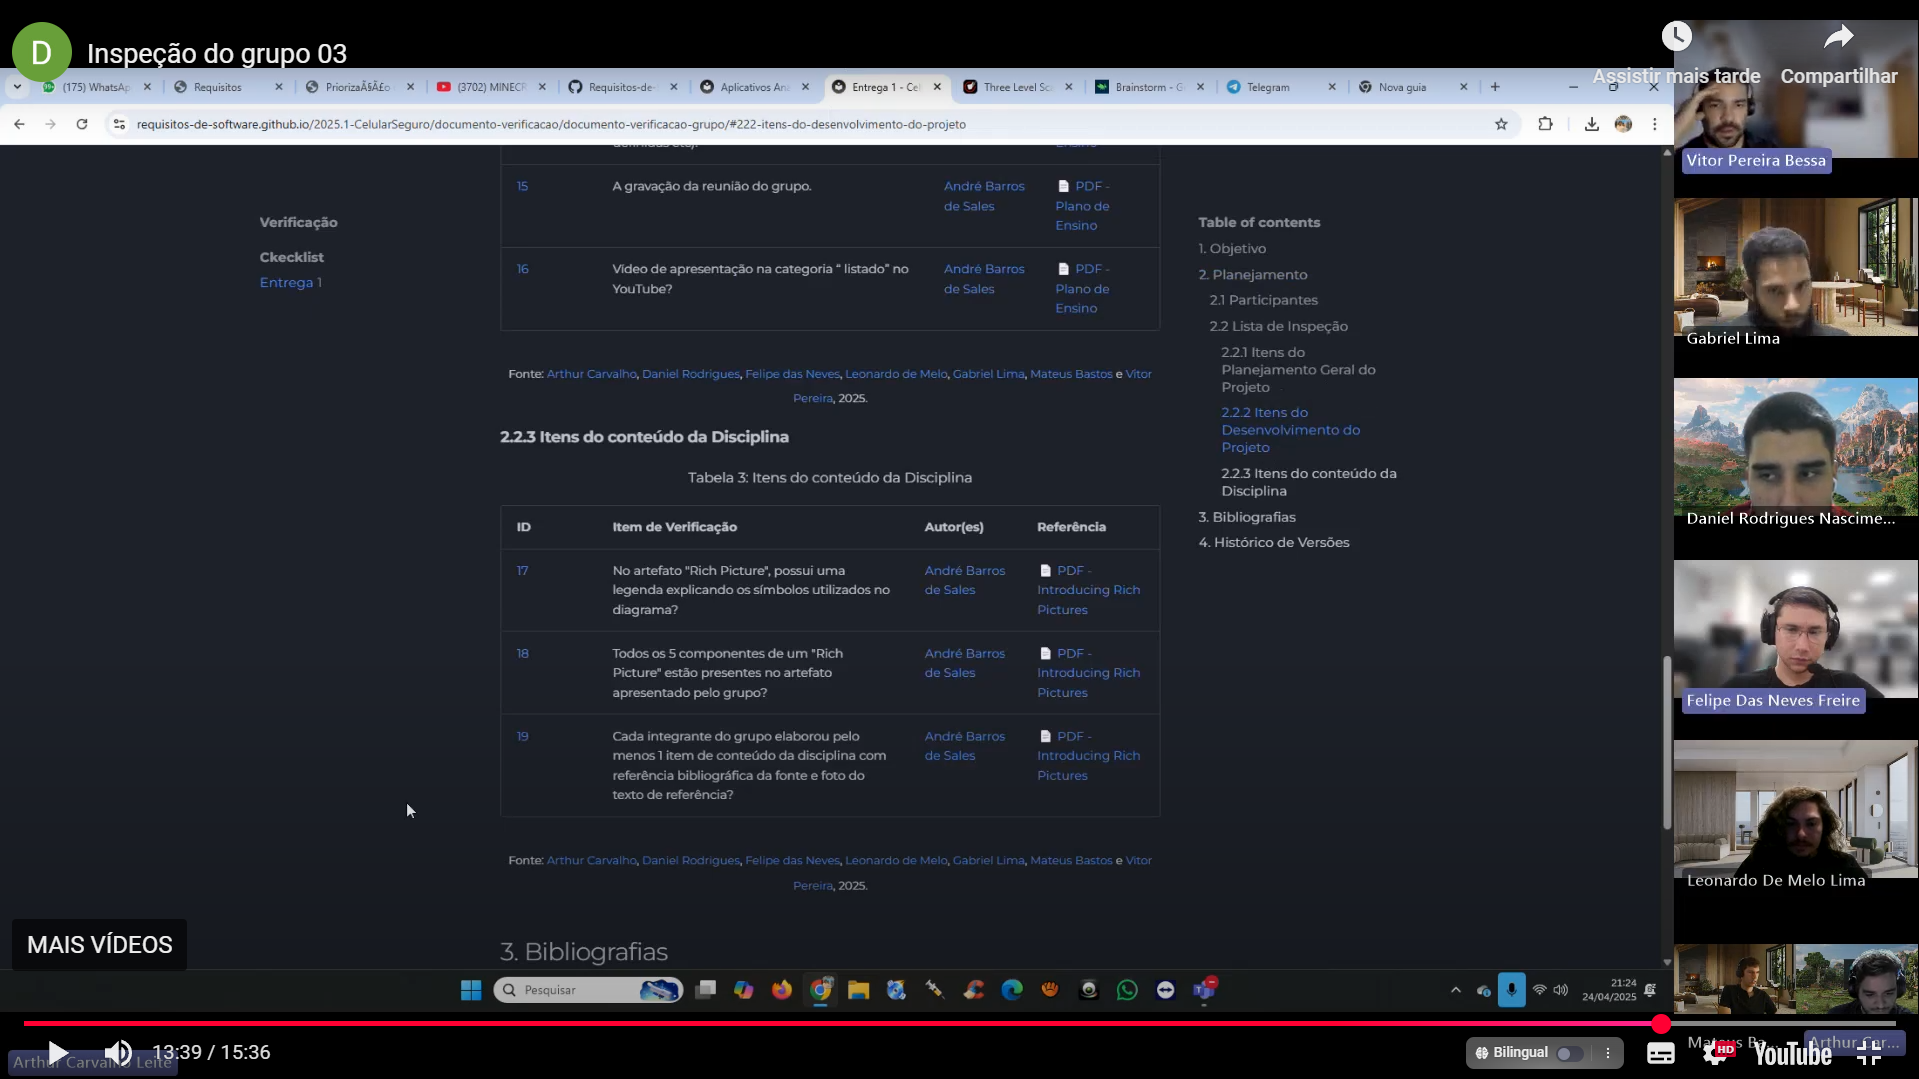 D
Inspeção do grupo 03
Assistir mais tarde
Compartilhar
(175) WhatsAp
Requisitos
PriorizaÃ§Ã£o
(3702) MINECR
Requisitos-de-
Aplicativos Ana
Entrega 1 - Cel
Three Level Sc
Brainstorm - G
Telegram
Nova guia
requisitos-de-software.github.io/2025.1-CelularSeguro/documento-verificacao/documento-verificacao-grupo/#222-itens-do-desenvolvimento-do-projeto
Verificação
Ckecklist
Entrega 1
15
A gravação da reunião do grupo.
André Barros
de Sales
PDF -
Plano de
Ensino
16
Vídeo de apresentação na categoria “ listado” no
YouTube?
André Barros
de Sales
PDF -
Plano de
Ensino
Fonte: Arthur Carvalho, Daniel Rodrigues, Felipe das Neves, Leonardo de Melo, Gabriel Lima, Mateus Bastos e Vitor
Pereira, 2025.
2.2.3 Itens do conteúdo da Disciplina
Tabela 3: Itens do conteúdo da Disciplina
ID
Item de Verificação
Autor(es)
Referência
17
No artefato "Rich Picture", possui uma
legenda explicando os símbolos utilizados no
diagrama?
André Barros
de Sales
PDF -
Introducing Rich
Pictures
18
Todos os 5 componentes de um "Rich
Picture" estão presentes no artefato
apresentado pelo grupo?
André Barros
de Sales
PDF -
Introducing Rich
Pictures
19
Cada integrante do grupo elaborou pelo
menos 1 item de conteúdo da disciplina com
referência bibliográfica da fonte e foto do
texto de referência?
André Barros
de Sales
PDF -
Introducing Rich
Pictures
Fonte: Arthur Carvalho, Daniel Rodrigues, Felipe das Neves, Leonardo de Melo, Gabriel Lima, Mateus Bastos e Vitor
Pereira, 2025.
3. Bibliografias
Table of contents
1. Objetivo
2. Planejamento
2.1 Participantes
2.2 Lista de Inspeção
2.2.1 Itens do
Planejamento Geral do
Projeto
2.2.2 Itens do
Desenvolvimento do
Projeto
2.2.3 Itens do conteúdo da
Disciplina
3. Bibliografias
4. Histórico de Versões
Vitor Pereira Bessa
Gabriel Lima
Daniel Rodrigues Nascime...
Felipe Das Neves Freire
Leonardo De Melo Lima
MAIS VÍDEOS
Pesquisar
21:24
24/04/2025
13:39 / 15:36
Arthur Carvalho Leite
Bilingual
HD
YouTube
Arthur Car...